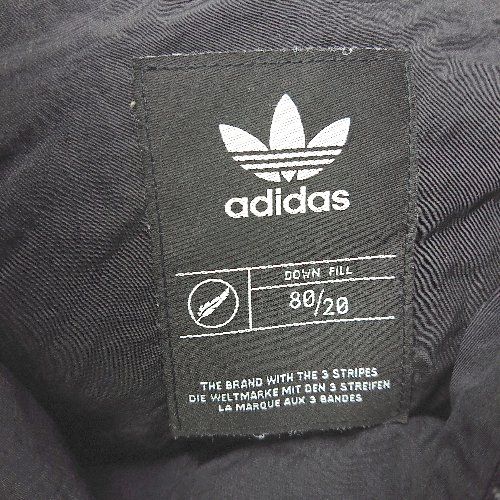 adidas
DOWN FILL
80/20
THE BRAND WITH THE 3 STRIPES
DIE WELTMARKE MIT DEN 3 STREIFEN
LA MARQUE AUX 3 BANDES